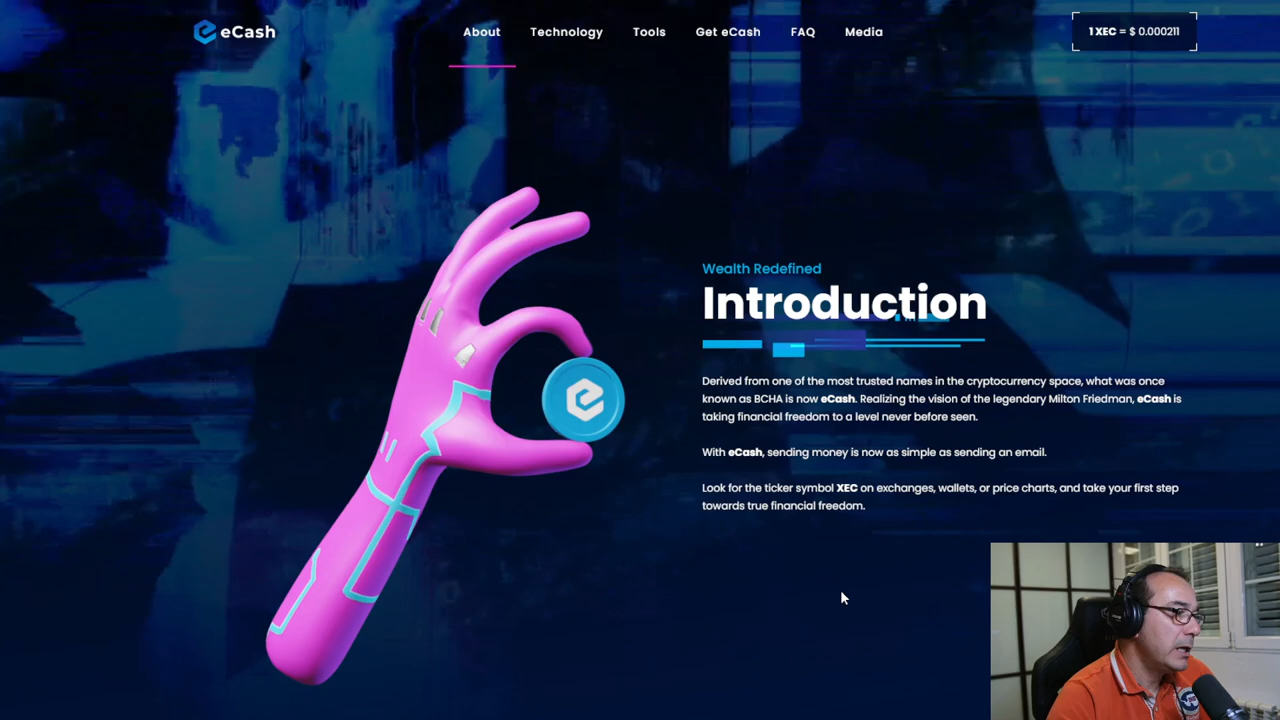 eCash
About
Technology
Tools
Get eCash
FAQ
Media
1 XEC = $ 0.000211
Wealth Redefined
Introduction
Derived from one of the most trusted names in the cryptocurrency space, what was once
known as BCHA is now eCash. Realizing the vision of the legendary Milton Friedman, eCash is
taking financial freedom to a level never before seen.
With eCash, sending money is now as simple as sending an email.
Look for the ticker symbol XEC on exchanges, wallets, or price charts, and take your first step
towards true financial freedom.